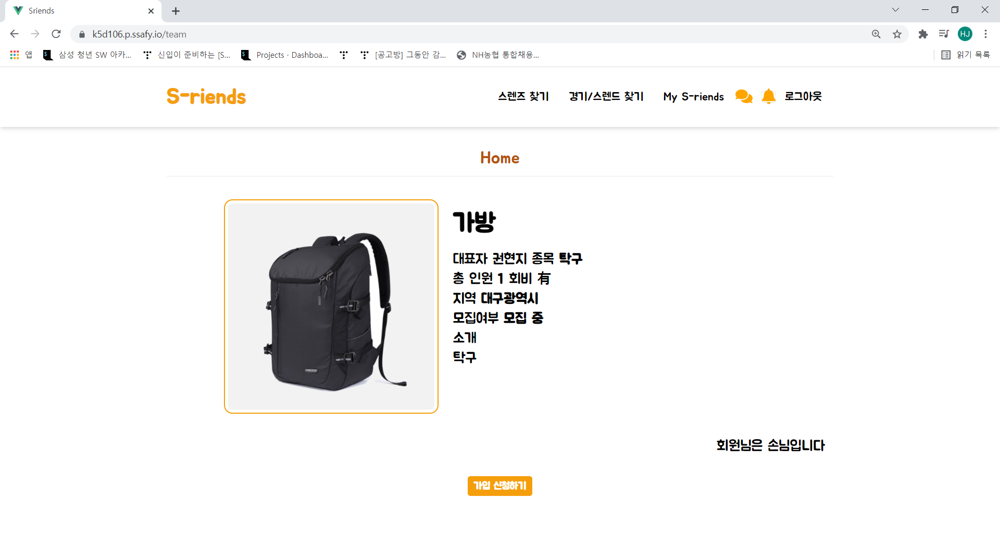 Sriends
k5d106.p.ssafy.io/team
HJ
앱
삼성 청년 SW 아카...
신입이 준비하는 [S...
Projects · Dashboa...
[공고방] 그동안 감...
NH농협 통합채용...
읽기 목록
S-riends
스렌즈 찾기
경기/스렌드 찾기
My S-riends
로그아웃
Home
가방
대표자 권현지 종목 탁구
총 인원 1 회비 有
지역 대구광역시
모집여부 모집 중
소개
탁구
회원님은 손님입니다
가입 신청하기